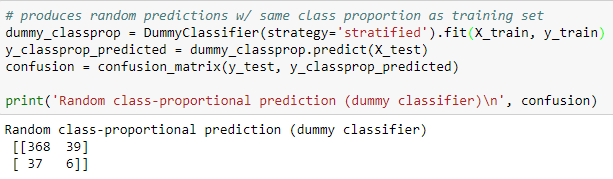 # produces random predictions w/ same class proportion as training set
dummy_classprop = DummyClassifier(strategy='stratified').fit(X_train, y_train)
y_classprop_predicted = dummy_classprop.predict(X_test)
confusion = confusion_matrix(y_test, y_classprop_predicted)
print('Random class-proportional prediction (dummy classifier)\n', confusion)
Random class-proportional prediction (dummy classifier)
[[368 39]
[ 37 6]]